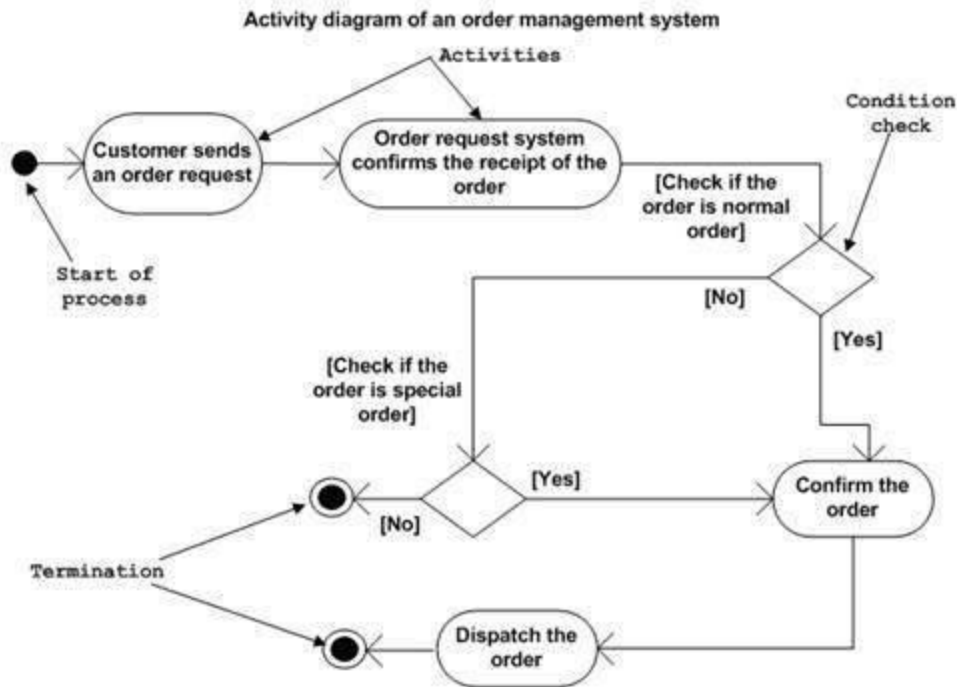 Activity diagram of an order management system
Activities
Condition
check
Customer sends
an order request
Order request system
confirms the receipt of the
order
[Check if the
order is normal
order]
Start of
process
[No]
[Yes]
[Check if the
order is special
order]
[Yes]
[No]
Confirm the
order
Termination
Dispatch the
order